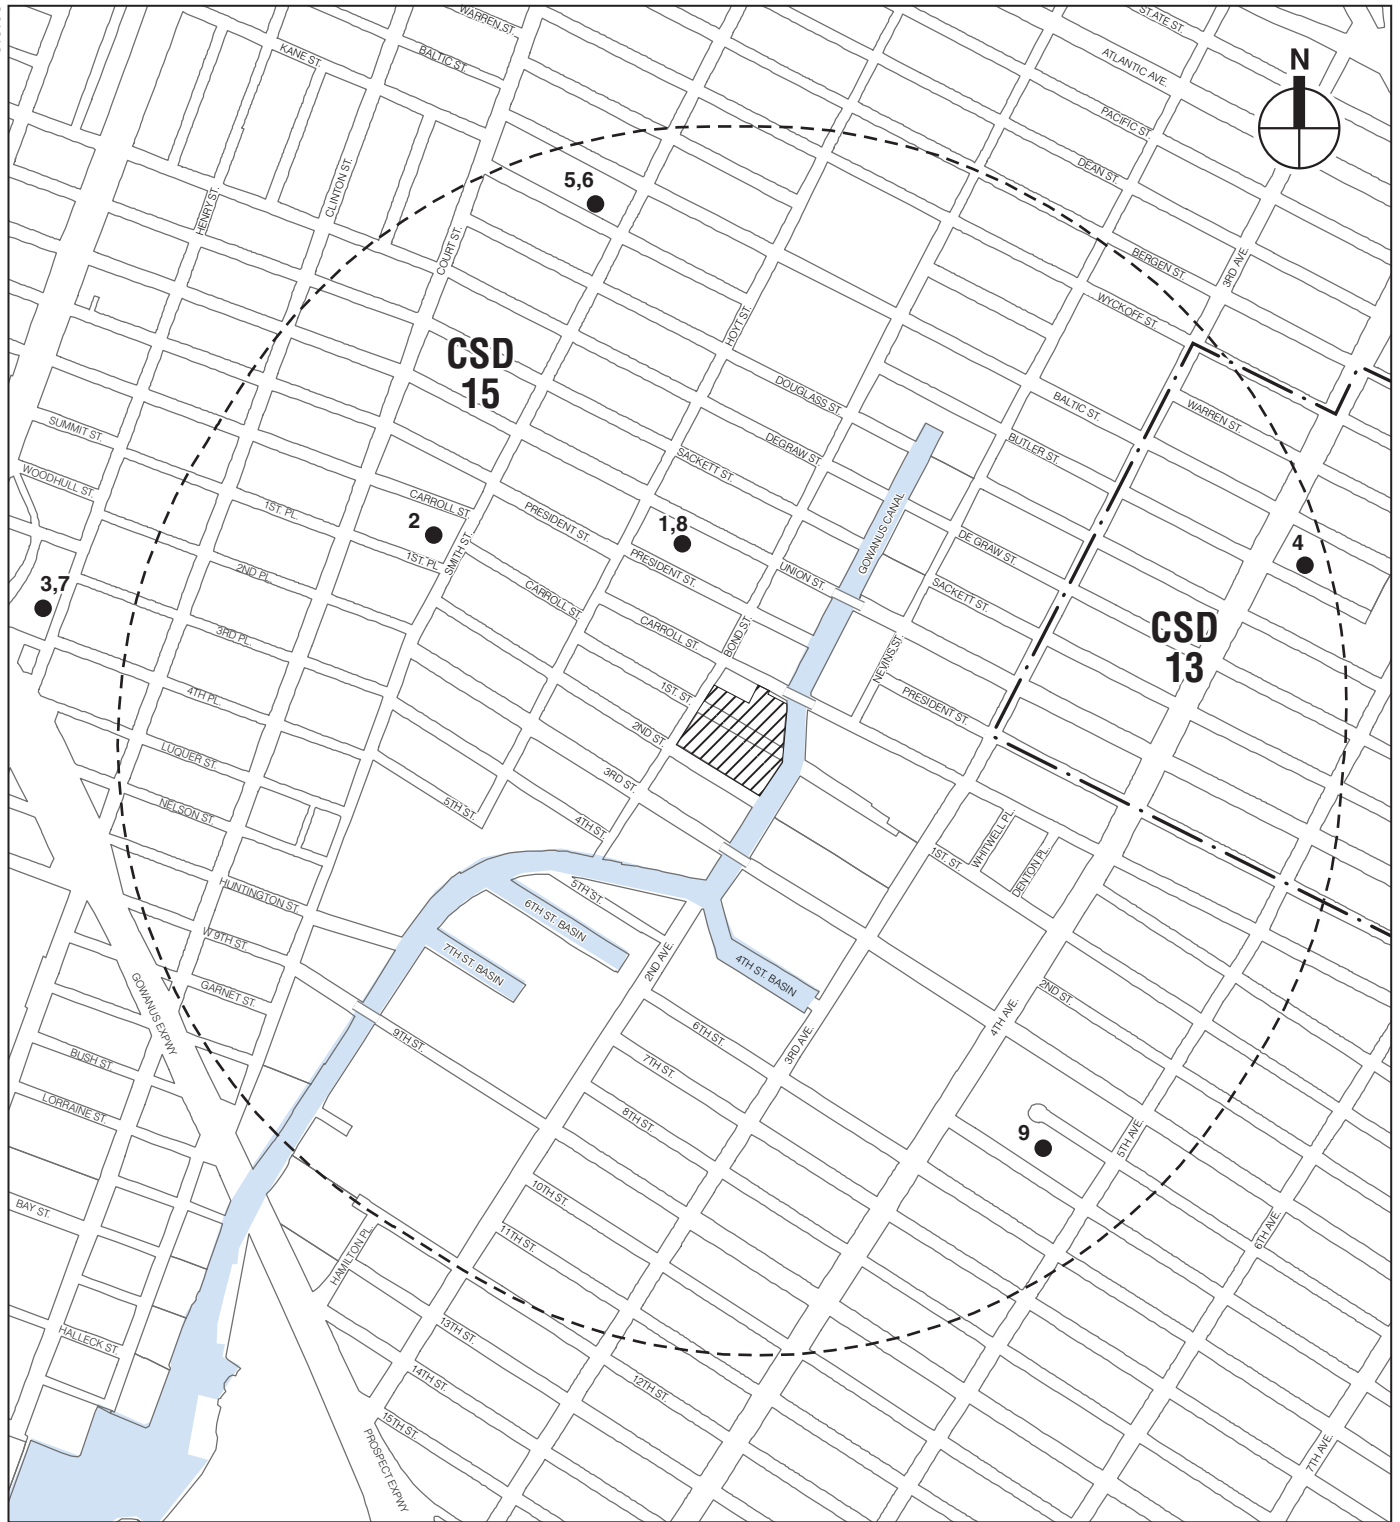 WARREN ST.
STATE ST.
KANE ST.
BALTIC ST.
ATLANTIC AVE.
N
PACIFIC ST.
DEAN ST.
CLINTON ST.
5,6
HENRY ST.
COURT ST.
BERGEN ST.
3RD AVE.
WYCKOFF ST.
HOYT ST.
CSD
15
DOUGLASS ST.
BALTIC ST.
WARREN ST.
SUMMIT ST.
DEGRAW ST.
BUTLER ST.
WOODHULL ST.
SACKETT ST.
1ST. PL.
CARROLL ST.
PRESIDENT ST.
GOWANUS CANAL
2
1,8
4
DE GRAW ST.
SMITH ST.
1ST. PL.
PRESIDENT ST.
UNION ST.
2ND PL.
3,7
CARROLL ST.
SACKETT ST.
CSD
13
3RD PL.
CARROLL ST.
BOND ST.
NEVINS ST.
4TH PL.
1ST. ST.
PRESIDENT ST.
2ND ST.
LUQUER ST.
3RD ST.
NELSON ST.
5TH ST.
4TH ST.
WHITWELL PL.
1ST. ST.
DENTON PL.
HUNTINGTON ST.
5TH ST.
6TH ST. BASIN
W 9TH ST.
7TH ST. BASIN
2ND AVE.
4TH ST. BASIN
GARNET ST.
2ND ST.
GOWANUS EXPWY
9TH ST.
6TH ST.
3RD AVE.
4TH AVE.
BUSH ST.
7TH ST.
LORRAINE ST.
8TH ST.
9
5TH AVE.
10TH ST.
BAY ST.
11TH ST.
6TH AVE.
HAMILTON PL.
13TH ST.
HALLECK ST.
14TH ST.
12TH ST.
15TH ST.
PROSPECT EXPWY
7TH AVE.